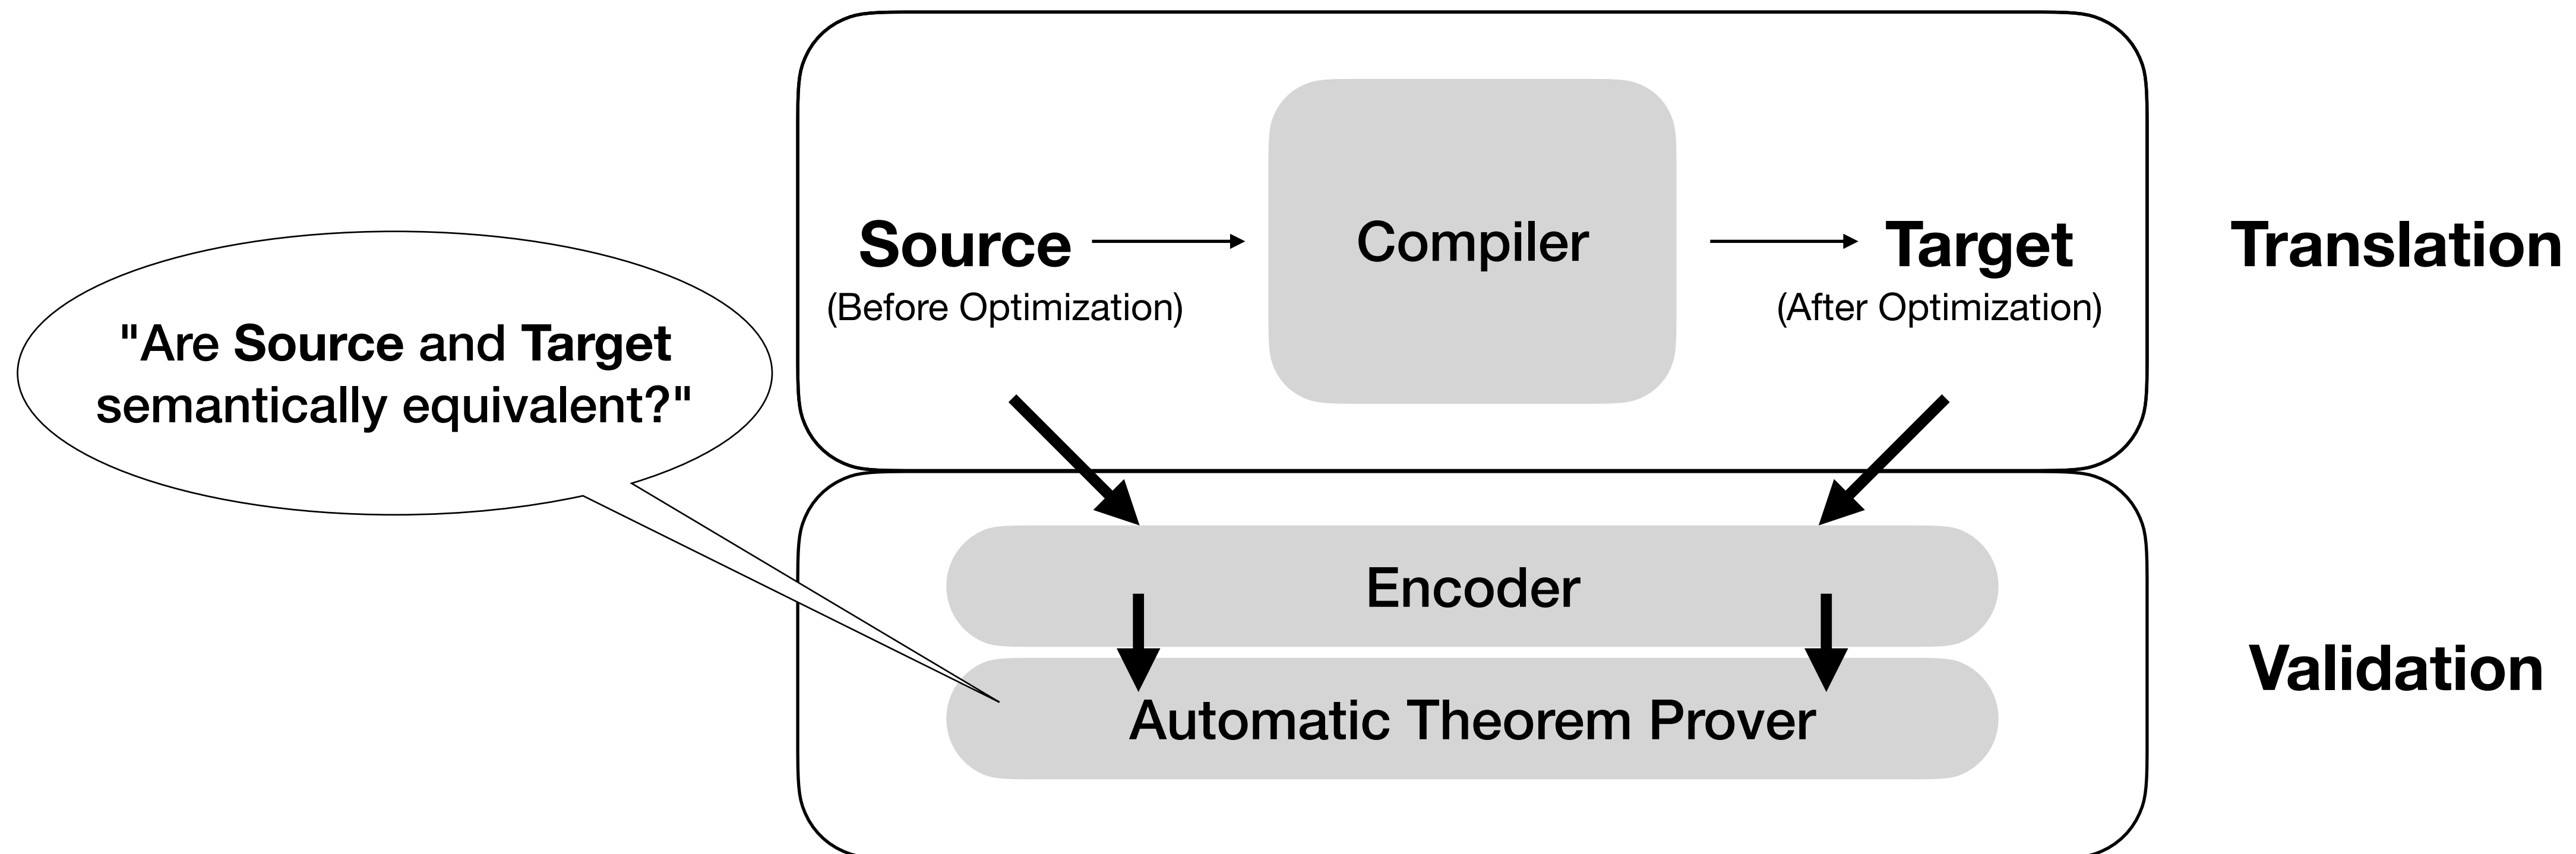 Source
Compiler
Target
Translation
(Before Optimization)
(After Optimization)
"Are Source and Target
semantically equivalent?"
Encoder
Validation
Automatic Theorem Prover